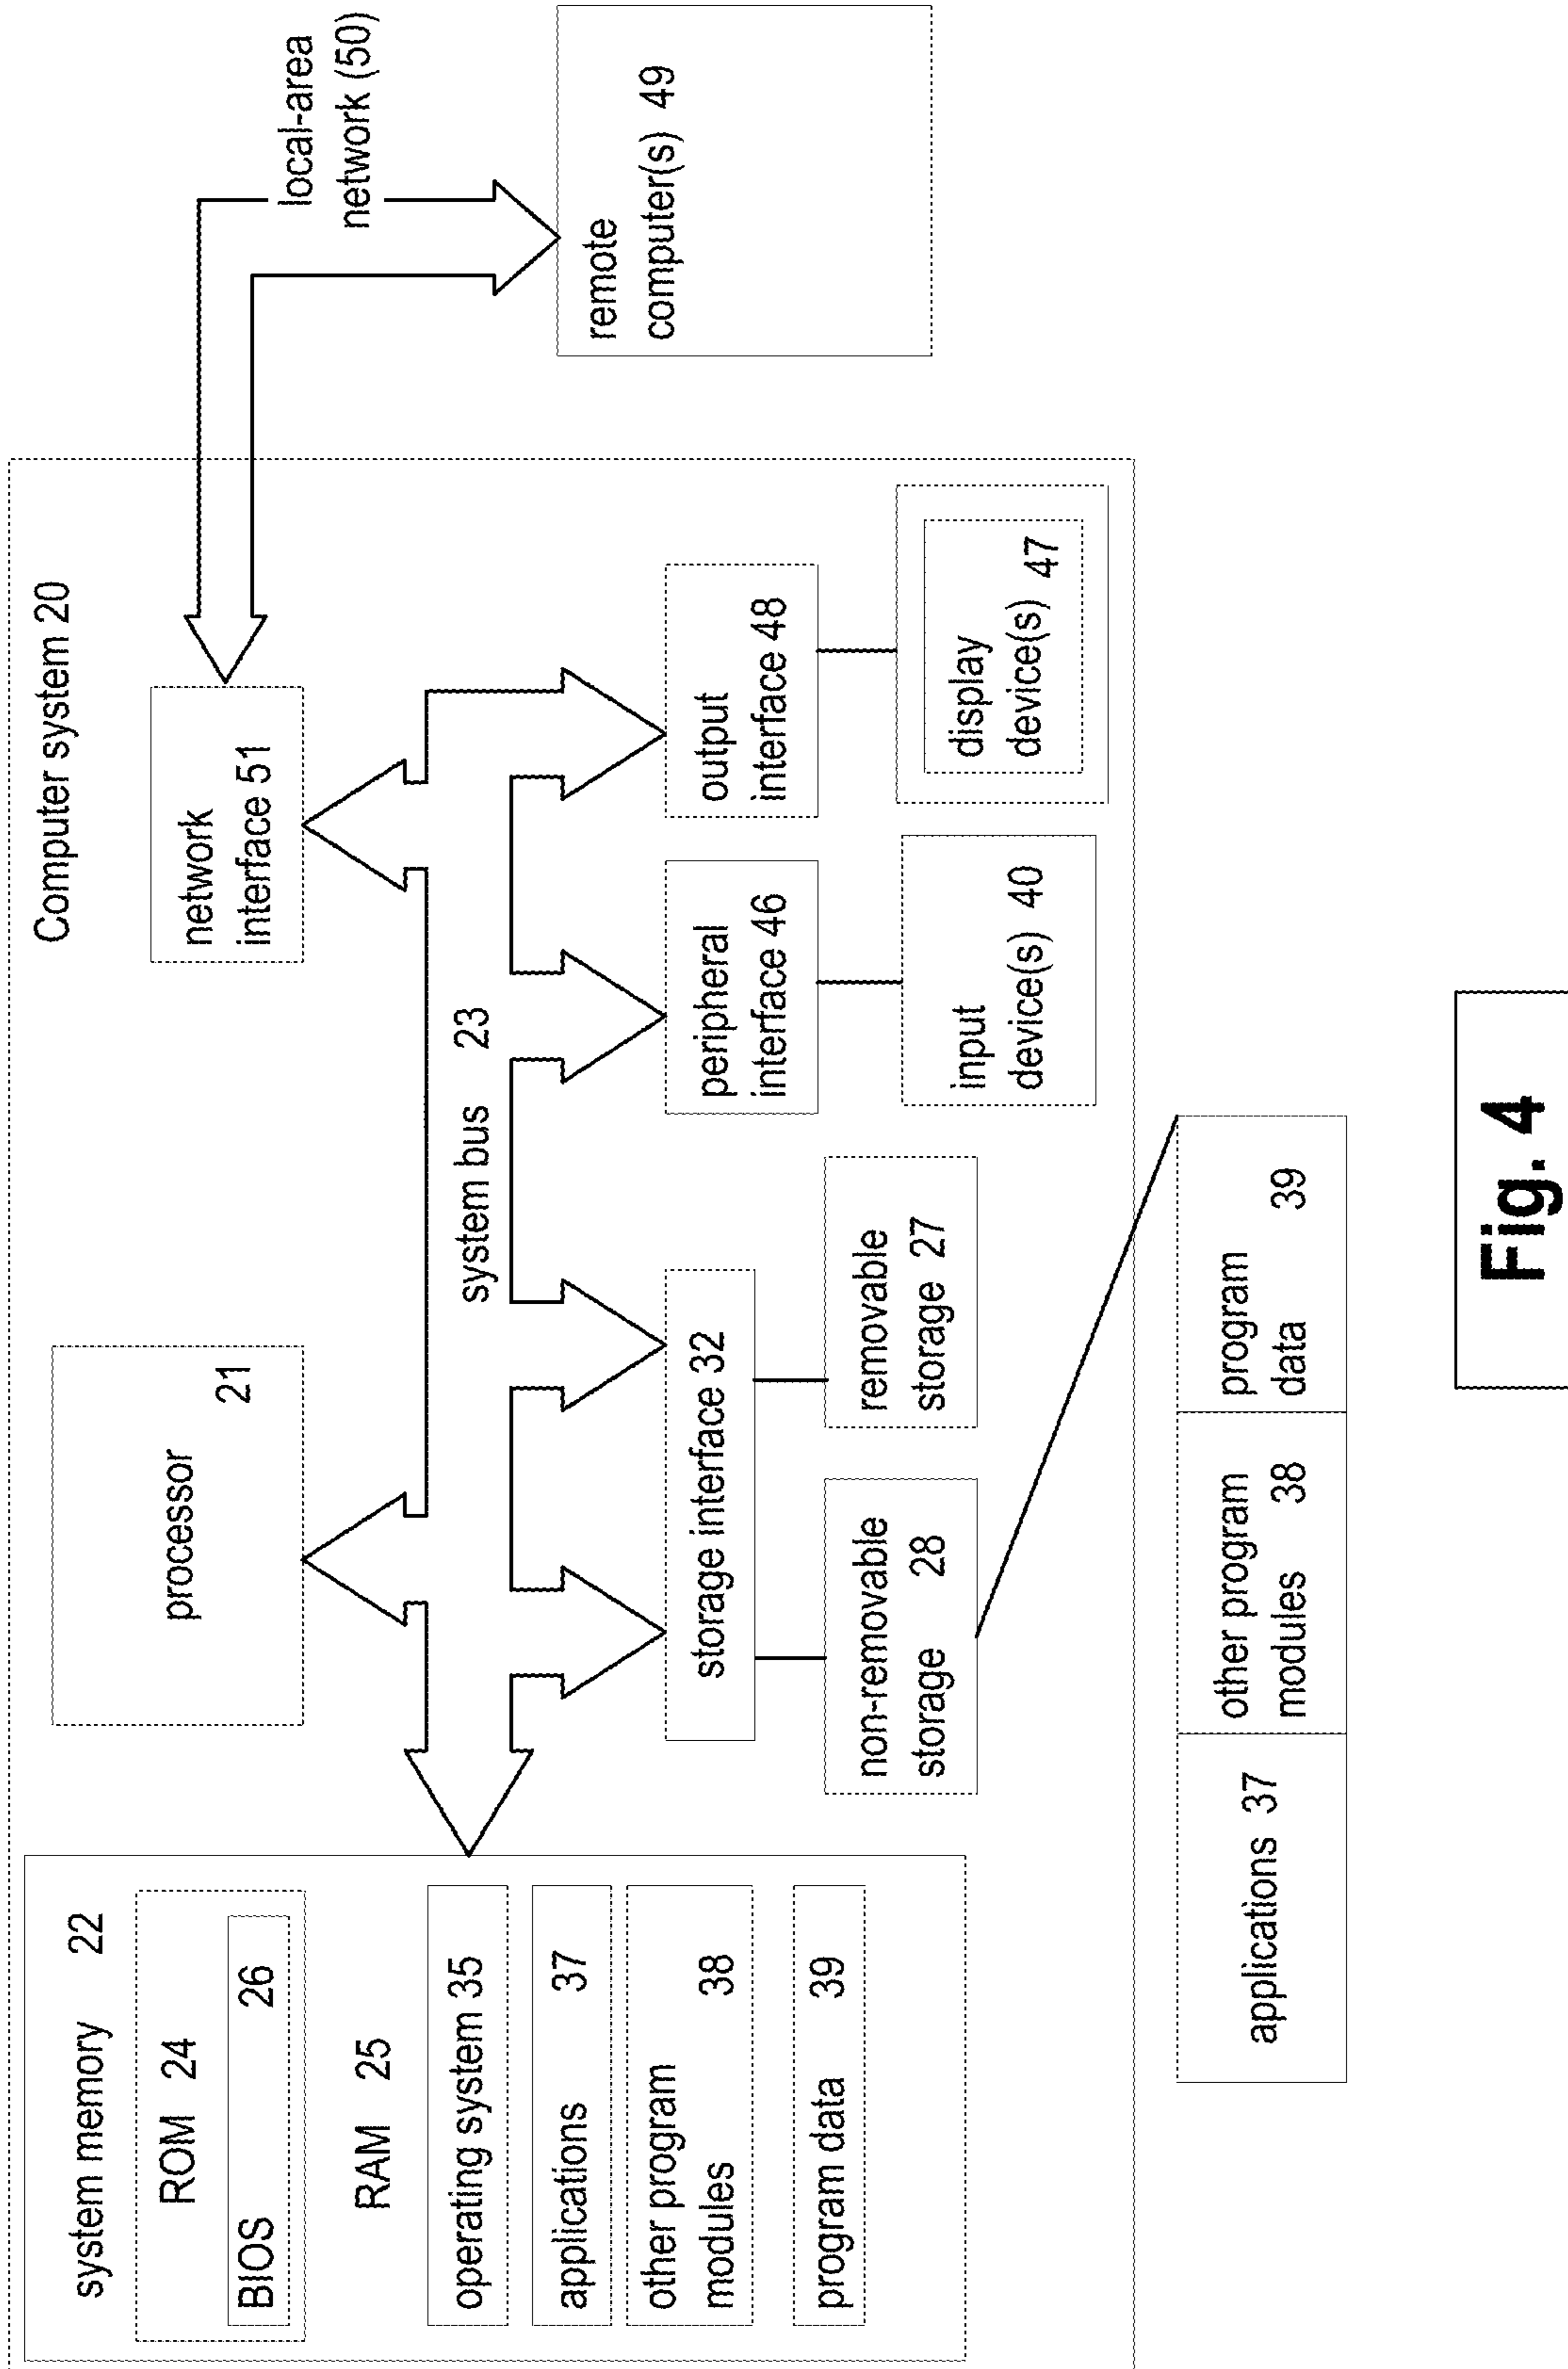 Computer system 20
system memory 22
ROM 24
BIOS 26
RAM 25
operating system 35
applications 37
other program
modules 38
program data 39
processor 21
network
interface 51
local-area
network (50)
system bus 23
storage interface 32
peripheral
interface 46
output
interface 48
remote
computer(s) 49
non-removable
storage 28
removable
storage 27
input
device(s) 40
display
device(s) 47
applications 37
other program
modules 38
program
data 39
Fig. 4